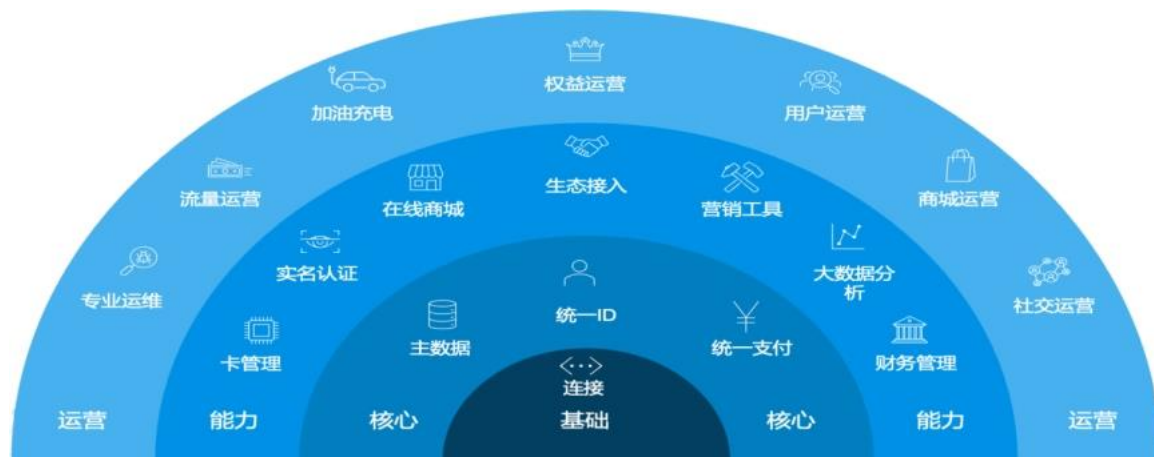 权益运营
加油充电
用户运营
流量运营
商城运营
专业运维
社交运营
生态接入
在线商城
营销工具
实名认证
大数据分
析
卡管理
财务管理
统一ID
主数据
统一支付
连接
运营
能力
核心
基础
核心
能力
运营